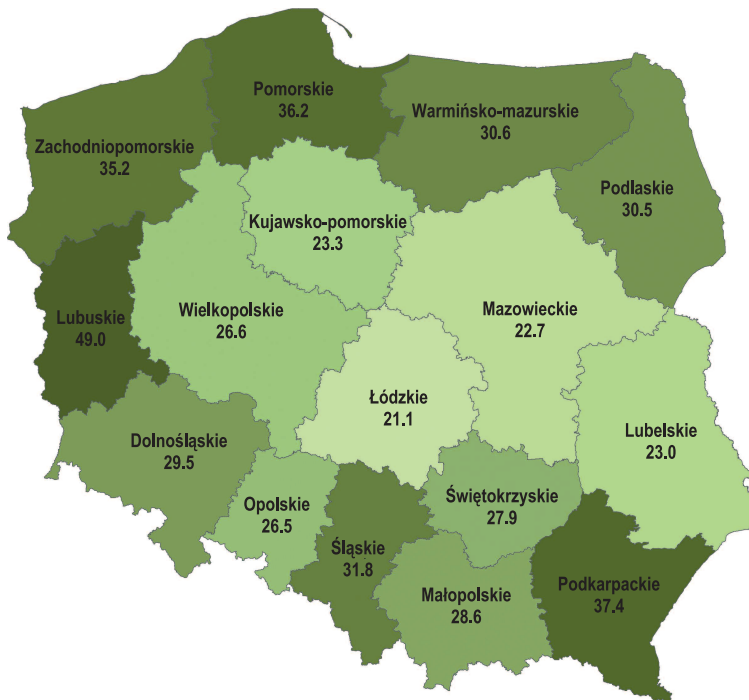 Pomorskie
36.2
Warmińsko-mazurskie
30.6
Zachodniopomorskie
35.2
Podlaskie
30.5
Kujawsko-pomorskie
23.3
Wielkopolskie
26.6
Mazowieckie
22.7
Lubuskie
49.0
Łódzkie
21.1
Lubelskie
23.0
Dolnośląskie
29.5
Opolskie
26.5
Świętokrzyskie
27.9
Śląskie
31.8
Małopolskie
28.6
Podkarpackie
37.4